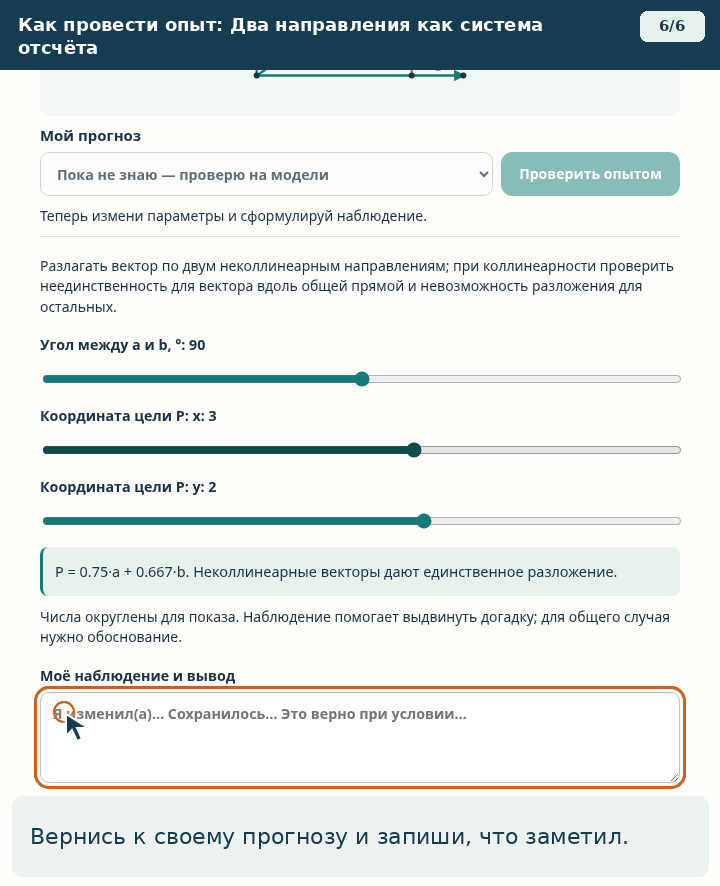 Как провести опыт: Два направления как система
отсчёта
6/6
Мой прогноз
Пока не знаю — проверю на модели
Проверить опытом
Теперь измени параметры и сформулируй наблюдение.
Разлагать вектор по двум неколлинеарным направлениям; при коллинеарности проверить
неединственность для вектора вдоль общей прямой и невозможность разложения для
остальных.
Угол между a и b, °: 90
Координата цели P: x: 3
Координата цели P: y: 2
P = 0.75·a + 0.667·b. Неколлинеарные векторы дают единственное разложение.
Числа округлены для показа. Наблюдение помогает выдвинуть догадку; для общего случая
нужно обоснование.
Моё наблюдение и вывод
Я изменил(а)... Сохранилось... Это верно при условии...
Вернись к своему прогнозу и запиши, что заметил.